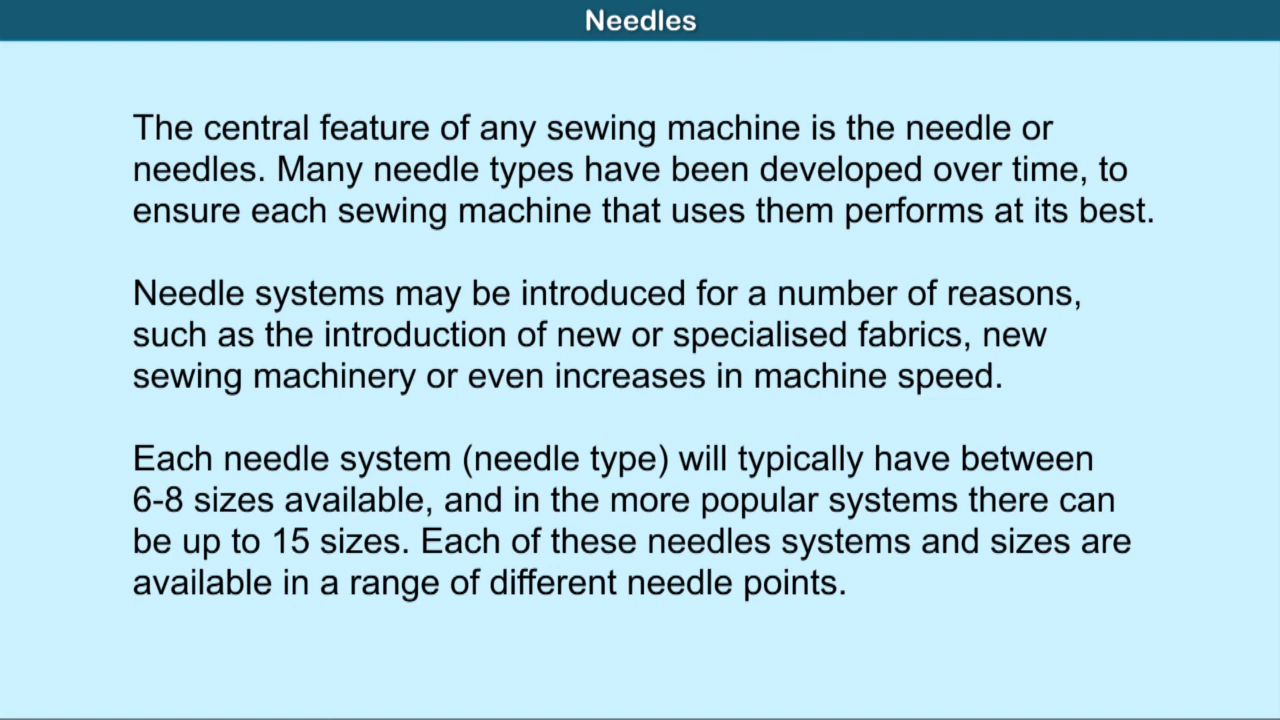 Needles
The central feature of any sewing machine is the needle or
needles. Many needle types have been developed over time, to
ensure each sewing machine that uses them performs at its best.
Needle systems may be introduced for a number of reasons,
such as the introduction of new or specialised fabrics, new
sewing machinery or even increases in machine speed.
Each needle system (needle type) will typically have between
6-8 sizes available, and in the more popular systems there can
be up to 15 sizes. Each of these needles systems and sizes are
available in a range of different needle points.